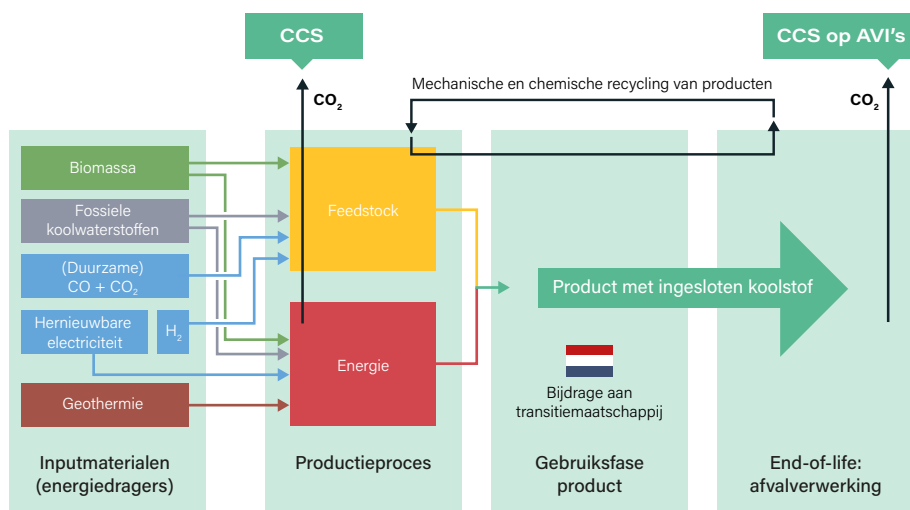 CCS
CCS op AVI's
CO₂
Mechanische en chemische recycling van producten
CO₂
Biomassa
Fossiele
koolwaterstoffen
(Duurzame)
CO + CO₂
Hernieuwbare
electriciteit
H₂
Geothermie
Feedstock
Energie
Product met ingesloten koolstof
Bijdrage aan
transitiemaatschappij
Inputmaterialen
(energiedragers)
Productieproces
Gebruiksfase
product
End-of-life:
afvalverwerking